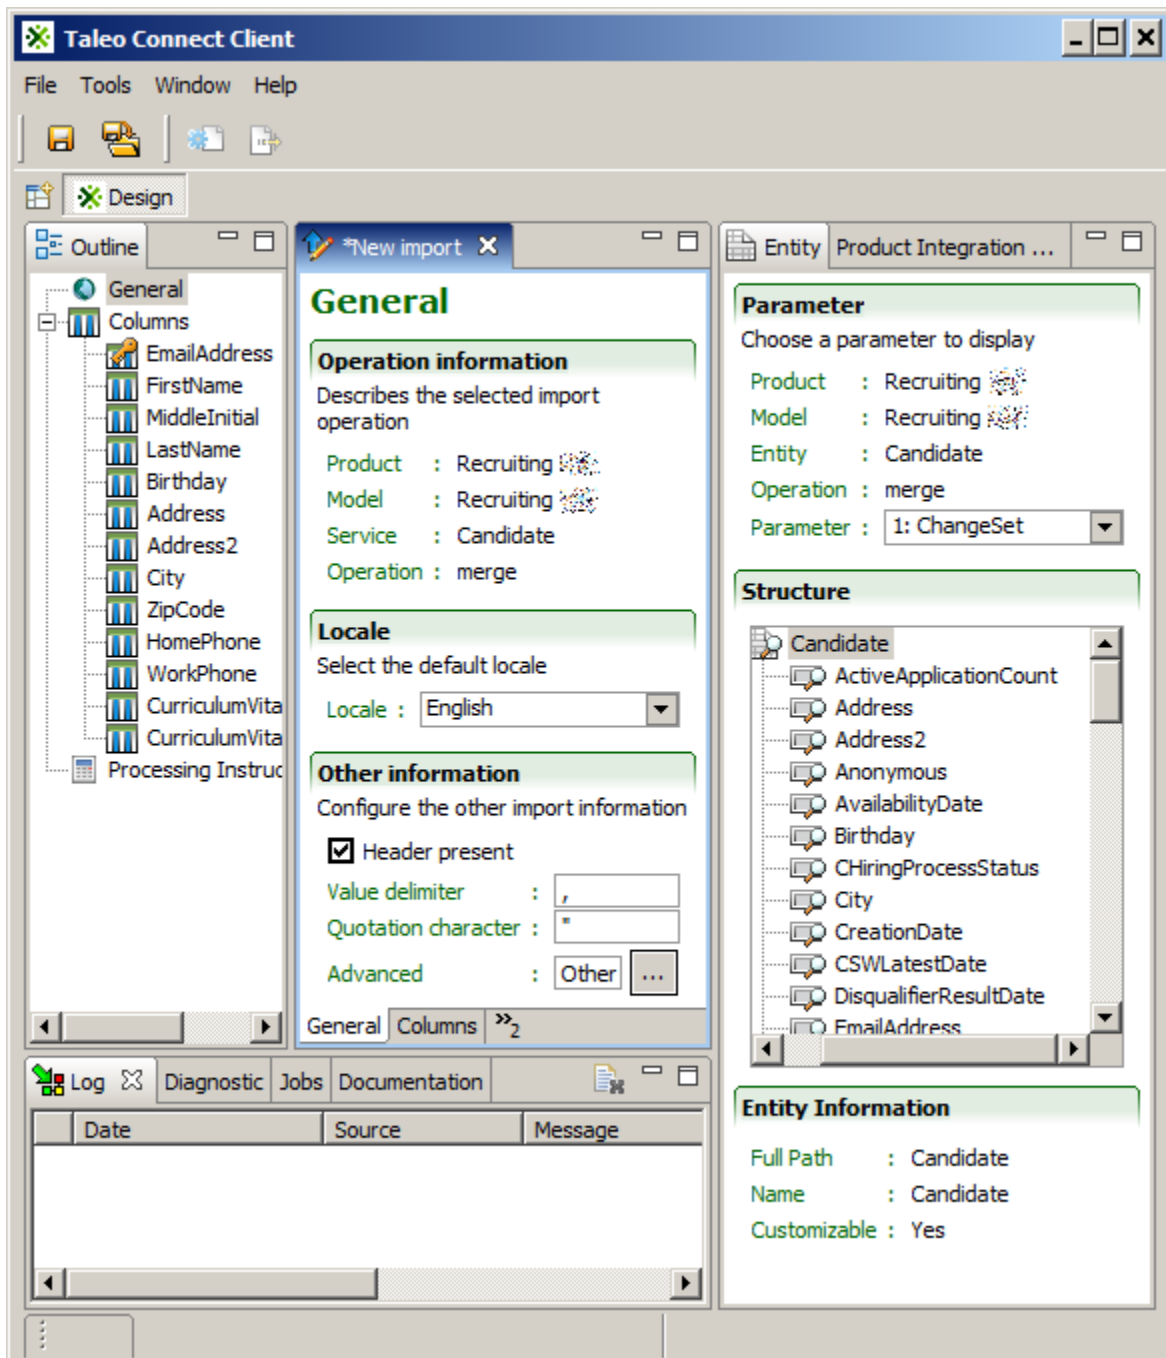 Taleo Connect Client
File Tools Window Help
Design
Outline
General
Columns
EmailAddress
FirstName
MiddleInitial
LastName
Birthday
Address
Address2
City
ZipCode
HomePhone
WorkPhone
CurriculumVita
CurriculumVita
Processing Instruc
*New import
General
Operation information
Describes the selected import
operation
Product : Recruiting
Model : Recruiting
Service : Candidate
Operation : merge
Locale
Select the default locale
Locale : English
Other information
Configure the other import information
Header present
Value delimiter : ,
Quotation character : "
Advanced : Other ...
General Columns »2
Entity Product Integration ...
Parameter
Choose a parameter to display
Product : Recruiting
Model : Recruiting
Entity : Candidate
Operation : merge
Parameter : 1: ChangeSet
Structure
Candidate
ActiveApplicationCount
Address
Address2
Anonymous
AvailabilityDate
Birthday
CHiringProcessStatus
City
CreationDate
CSWLatestDate
DisqualifierResultDate
EmailAddress
Entity Information
Full Path : Candidate
Name : Candidate
Customizable : Yes
Log Diagnostic Jobs Documentation
Date Source Message